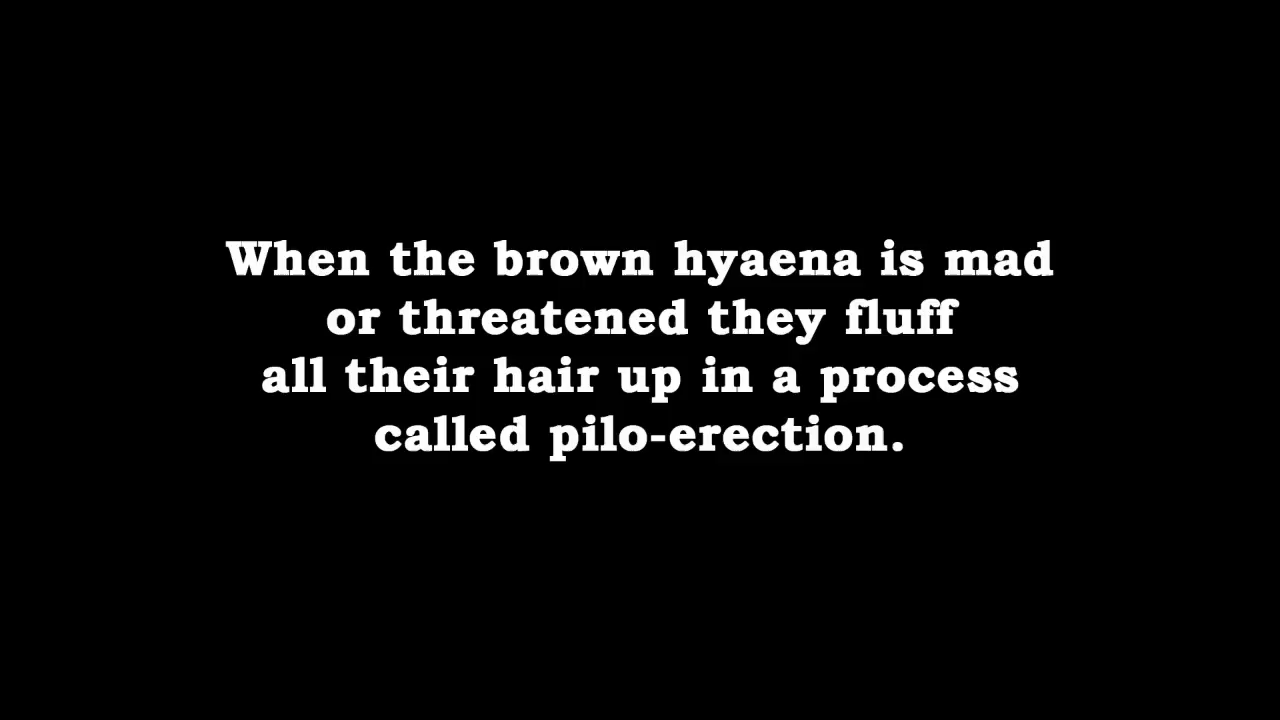 When the brown hyaena is mad
or threatened they fluff
all their hair up in a process
called pilo-erection.